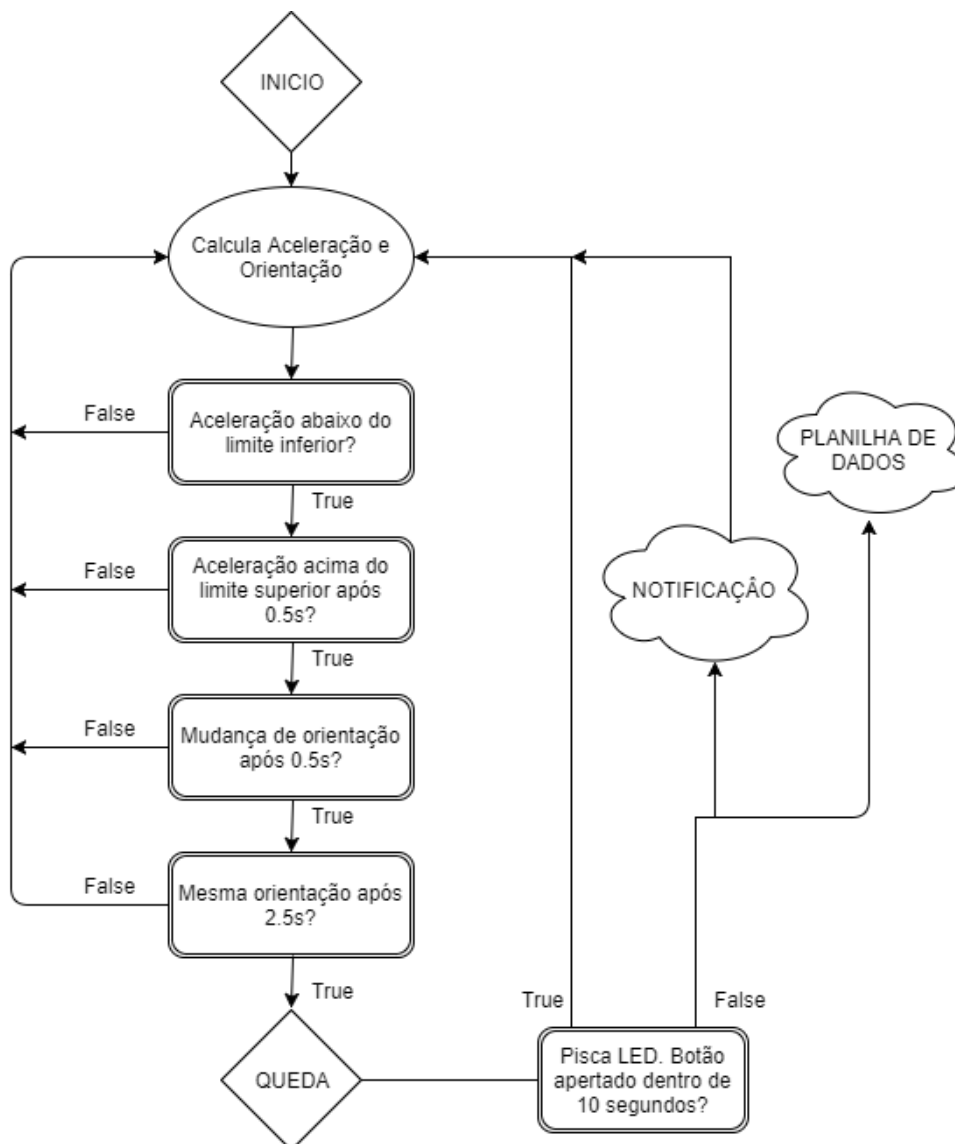 INICIO
Calcula Aceleração e
Orientação
False
Aceleração abaixo do
limite inferior?
True
PLANILHA DE
DADOS
False
Aceleração acima do
limite superior após
0.5s?
True
NOTIFICAÇÂO
False
Mudança de orientação
após 0.5s?
True
False
Mesma orientação após
2.5s?
True
QUEDA
True
False
Pisca LED. Botão
apertado dentro de
10 segundos?